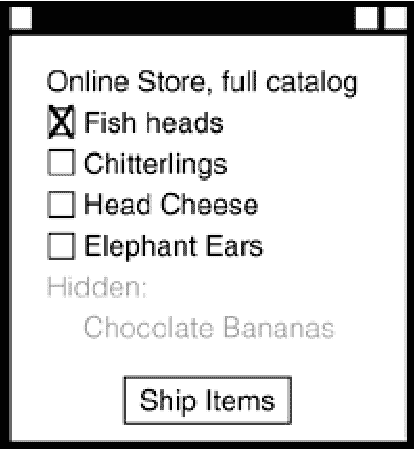 Online Store, full catalog
Fish heads
Chitterlings
Head Cheese
Elephant Ears
Hidden:
Chocolate Bananas
Ship Items